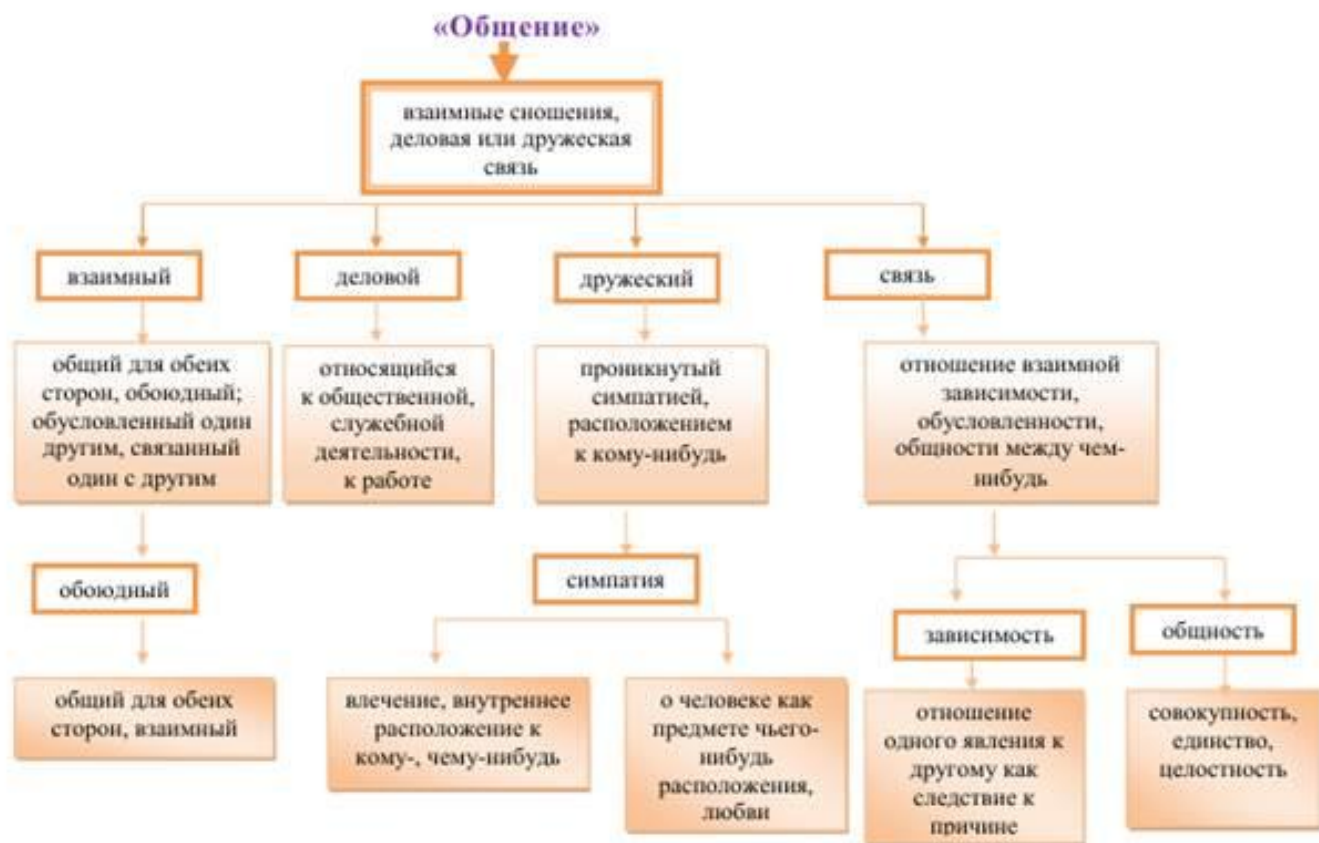 «Общение»
взаимные сношения,
деловая или дружеская
связь
взаимный
деловой
дружеский
связь
общий для обеих
сторон, обоюдный;
обусловленный один
другим, связанный
один с другим
относящийся
к общественной,
служебной
деятельности,
к работе
проникнутый
симпатией,
расположением
к кому-нибудь
отношение взаимной
зависимости,
обусловленности,
общности между чем-
нибудь
обоюдный
симпатия
зависимость
общность
общий для обеих
сторон, взаимный
влечение, внутреннее
расположение к
кому-, чему-нибудь
о человеке как
предмете чьего-
нибудь
расположения,
любви
отношение
одного явления к
другому как
следствие к
причине
совокупность,
единство,
целостность